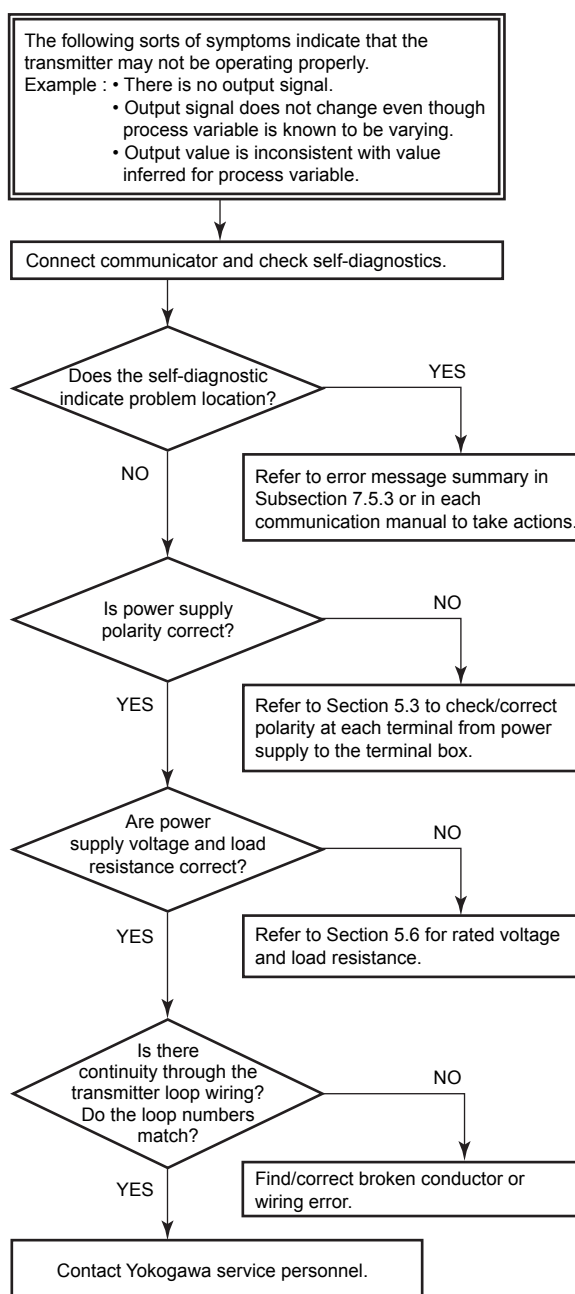 The following sorts of symptoms indicate that the
transmitter may not be operating properly.
Example : • There is no output signal.
• Output signal does not change even though
process variable is known to be varying.
• Output value is inconsistent with value
inferred for process variable.
Connect communicator and check self-diagnostics.
Does the self-diagnostic
indicate problem location?
YES
NO
Refer to error message summary in
Subsection 7.5.3 or in each
communication manual to take actions.
Is power supply
polarity correct?
NO
YES
Refer to Section 5.3 to check/correct
polarity at each terminal from power
supply to the terminal box.
Are power
supply voltage and load
resistance correct?
NO
YES
Refer to Section 5.6 for rated voltage
and load resistance.
Is there
continuity through the
transmitter loop wiring?
Do the loop numbers
match?
NO
YES
Find/correct broken conductor or
wiring error.
Contact Yokogawa service personnel.